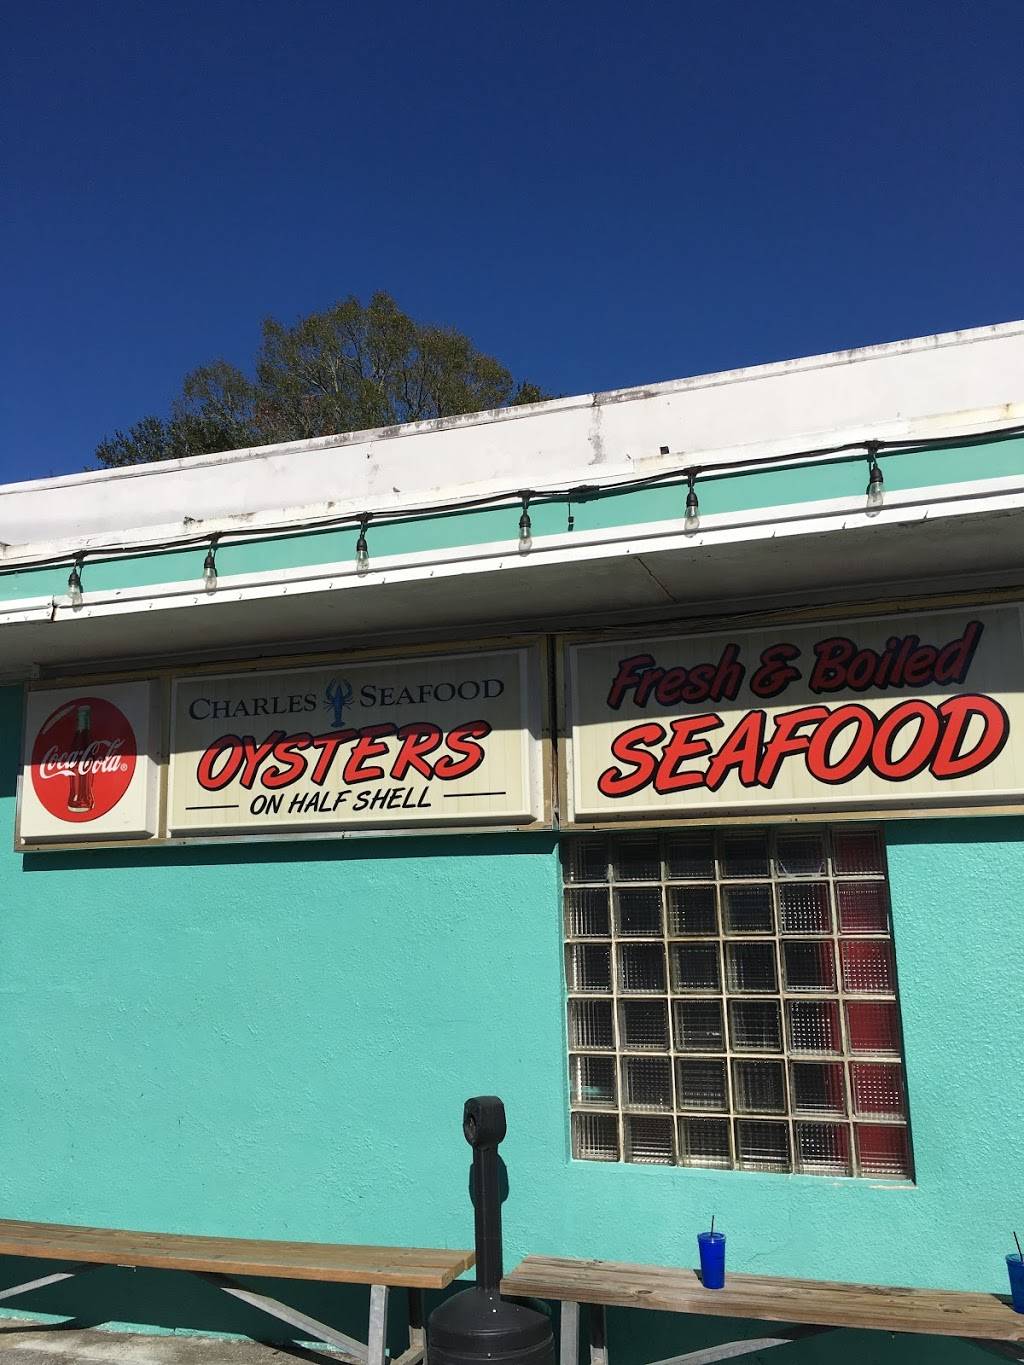 Coca-Cola®
CHARLES SEAFOOD
OYSTERS
ON HALF SHELL
Fresh & Boiled
SEAFOOD